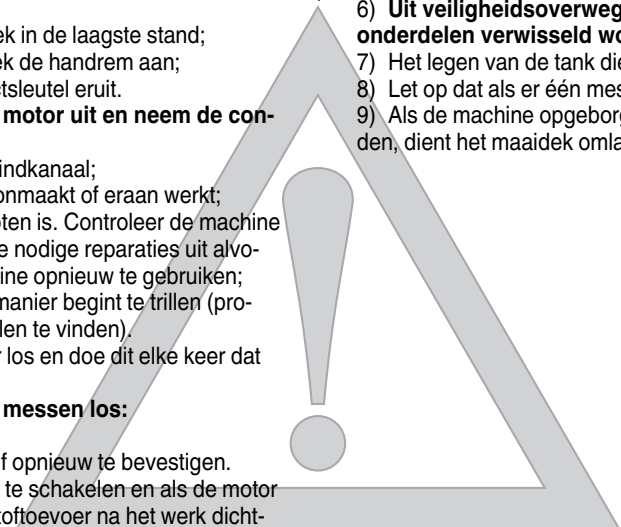 ek in de laagste stand;
ek de handrem aan;
ctsleutel eruit.
motor uit en neem de con-
indkanaal;
onmaakt of eraan werkt;
oten is. Controleer de machine
e nodige reparaties uit alvo-
ine opnieuw te gebruiken;
manier begint te trillen (pro-
len te vinden).
r los en doe dit elke keer dat
messen los:
f opnieuw te bevestigen.
te schakelen en als de motor
toftoevoer na het werk dicht-
6) Uit veiligheidsoverweg
onderdelen verwisseld wo
7) Het legen van de tank die
8) Let op dat als er één mes
9) Als de machine opgeborg
den, dient het maaidek omla